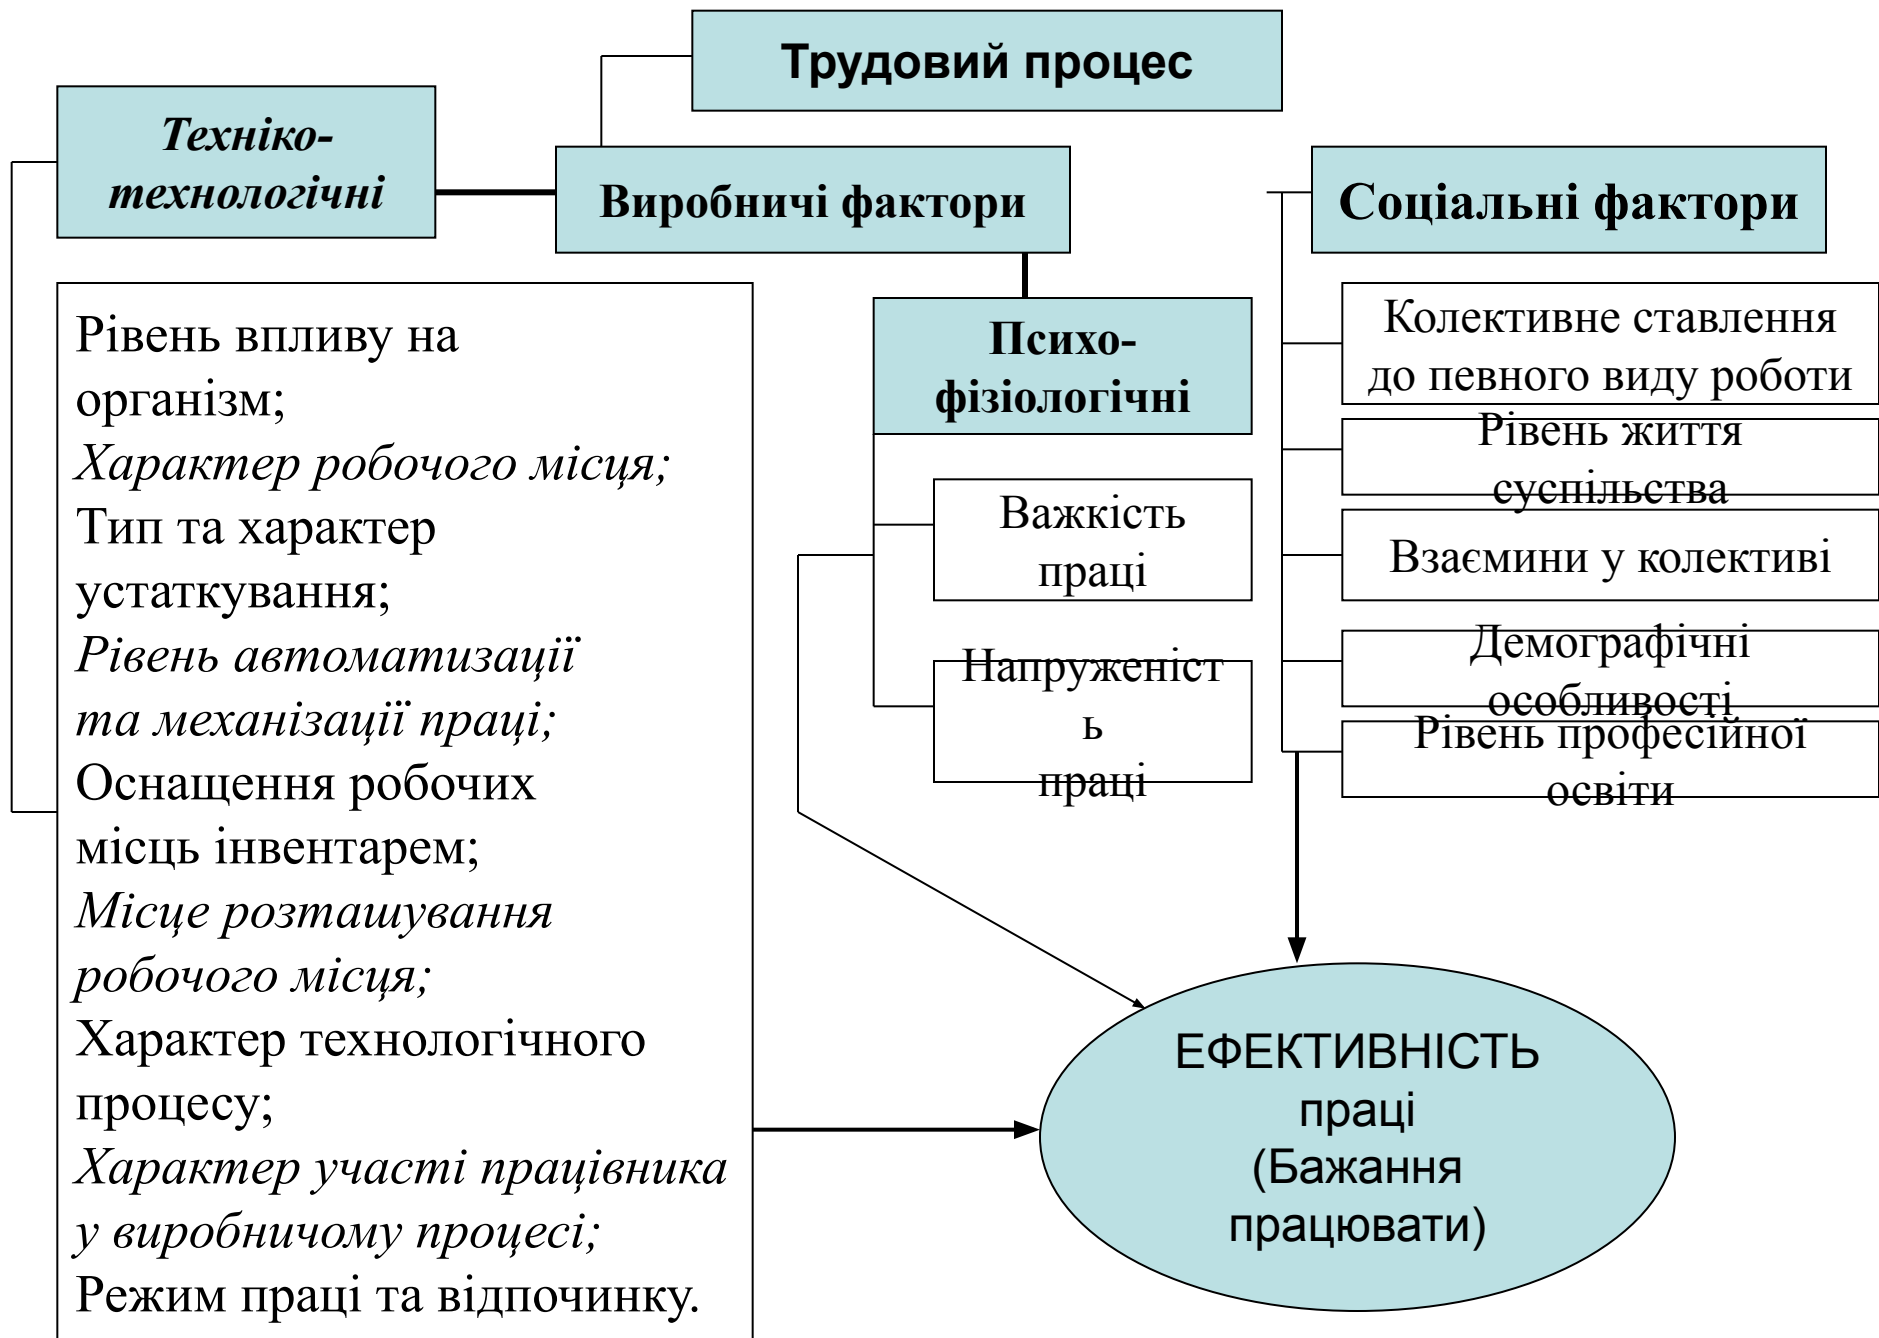 Трудовий процес
Техніко-
технологічні
Виробничі фактори
Соціальні фактори
Рівень впливу на
організм;
Характер робочого місця;
Тип та характер
устаткування;
Рівень автоматизації
та механізації праці;
Оснащення робочих
місць інвентарем;
Місце розташування
робочого місця;
Характер технологічного
процесу;
Характер участі працівника
у виробничому процесі;
Режим праці та відпочинку.
Психо-
фізіологічні
Важкість
праці
Напруженіст
ь
праці
Колективне ставлення
до певного виду роботи
Рівень життя
суспільства
Взаємини у колективі
Демографічні
особливості
Рівень професійної
освіти
ЕФЕКТИВНІСТЬ
праці
(Бажання
працювати)